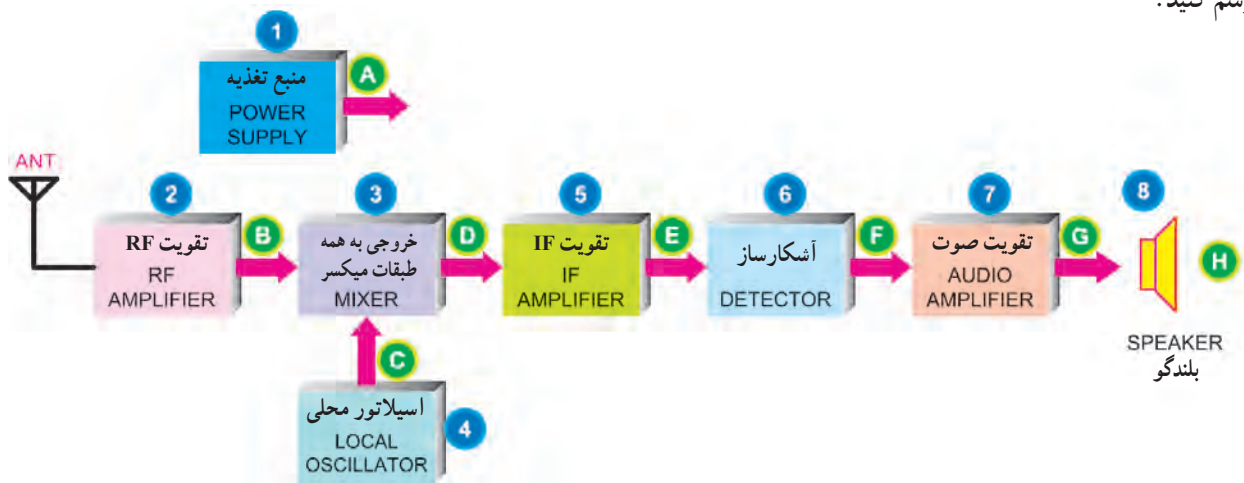 رسم کنید.
1
منبع تغذیه
POWER
SUPPLY
A
ANT
2
تقویت RF
RF
AMPLIFIER
B
3
خروجی به همه
طبقات میکسر
MIXER
D
5
تقویت IF
IF
AMPLIFIER
E
6
آشکارساز
DETECTOR
F
7
تقویت صوت
AUDIO
AMPLIFIER
G
8
H
SPEAKER
بلندگو
C
اسیلاتور محلی
LOCAL
OSCILLATOR
4